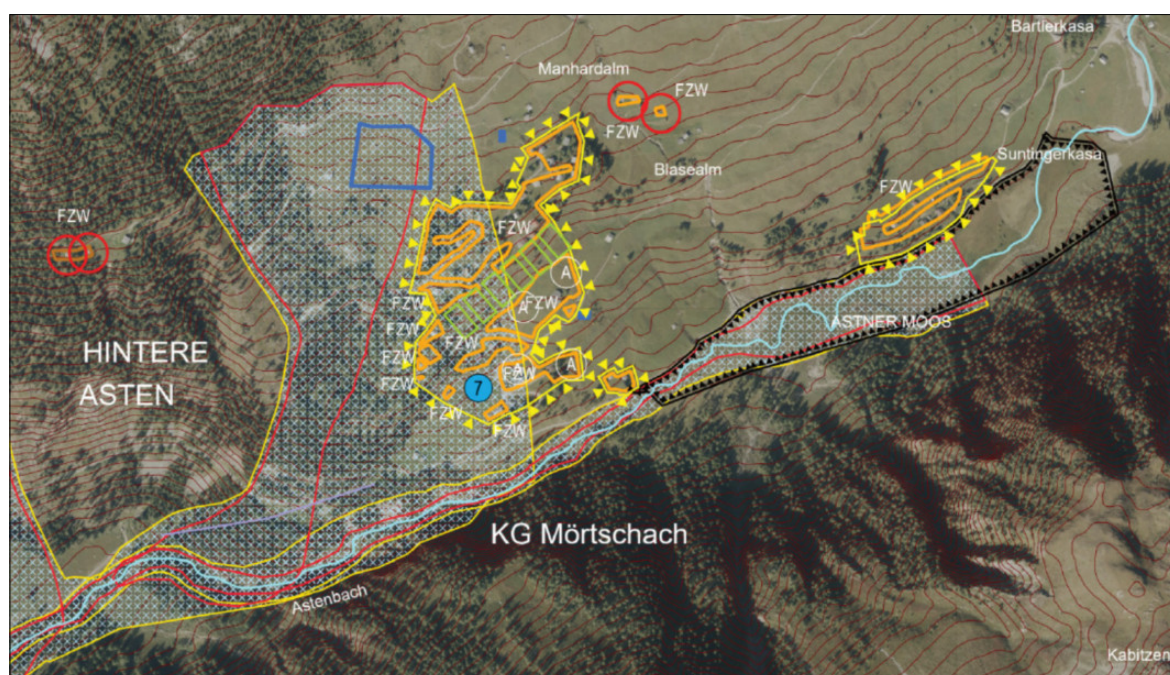 Bartlerkasa
Manhardalm
FZW
FZW
Blasealm
Suntingerkasa
FZW
FZW
FZW
A
FZW
FZW
A
ASTNER MOOS
FZW
FZW
HINTERE
ASTEN
FZW
A
FZW
7
FZW
FZW
FZW
KG Mörtschach
Astenbach
Kabitzen